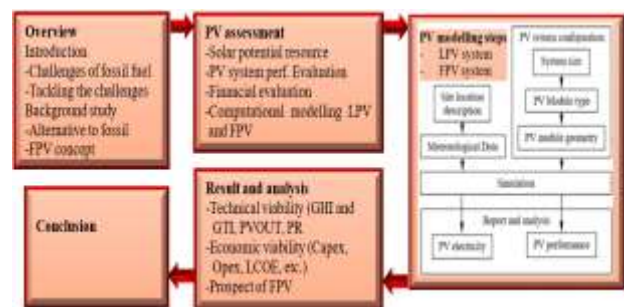 Overview
Introduction
-Challenges of fossil fuel
-Tackling the challenges
Background study
-Alternative to fossil
-FPV concept
PV assessment
-Solar potential resource
-PV system perf. Evaluation
-Financial evaluation
-Computational modelling LPV
and FPV
PV modelling steps
- LPV system
- FPV system
Site location
description
Meteorological Data
PV system configuration
System size
PV Module type
PV module geometry
Simulation
Report and analysis
PV electricity
PV performance
Result and analysis
-Technical viability (GHI and
GTI, PVOUT, PR
-Economic viability (Capex,
Opex, LCOE, etc.)
-Prospect of FPV
Conclusion